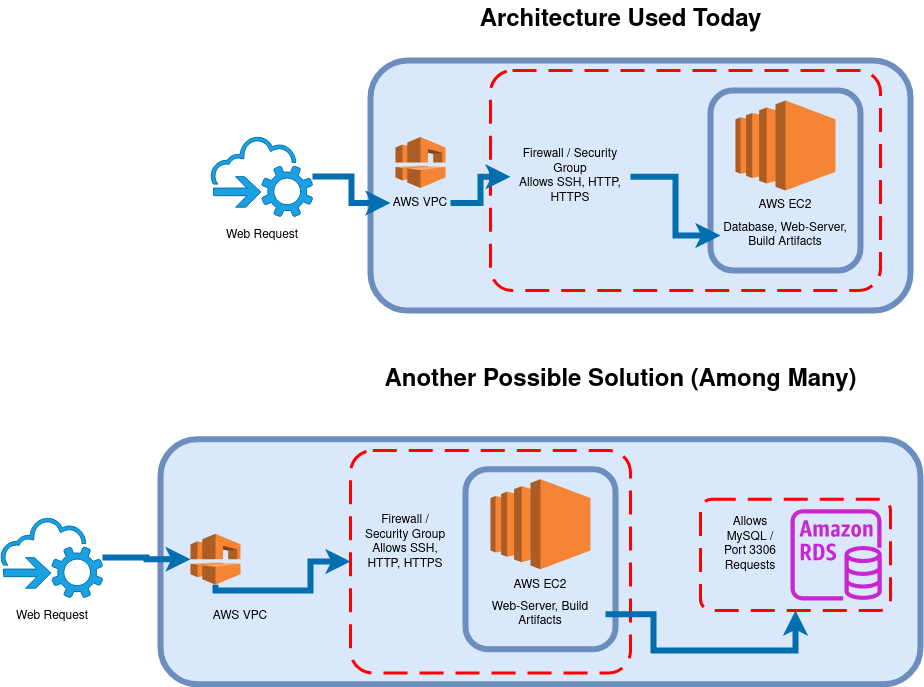 Architecture Used Today
Web Request
AWS VPC
Firewall / Security
Group
Allows SSH, HTTP,
HTTPS
AWS EC2
Database, Web-Server,
Build Artifacts
Another Possible Solution (Among Many)
Web Request
AWS VPC
Firewall /
Security Group
Allows SSH,
HTTP, HTTPS
AWS EC2
Web-Server, Build
Artifacts
Allows
MySQL /
Port 3306
Requests
Amazon
RDS